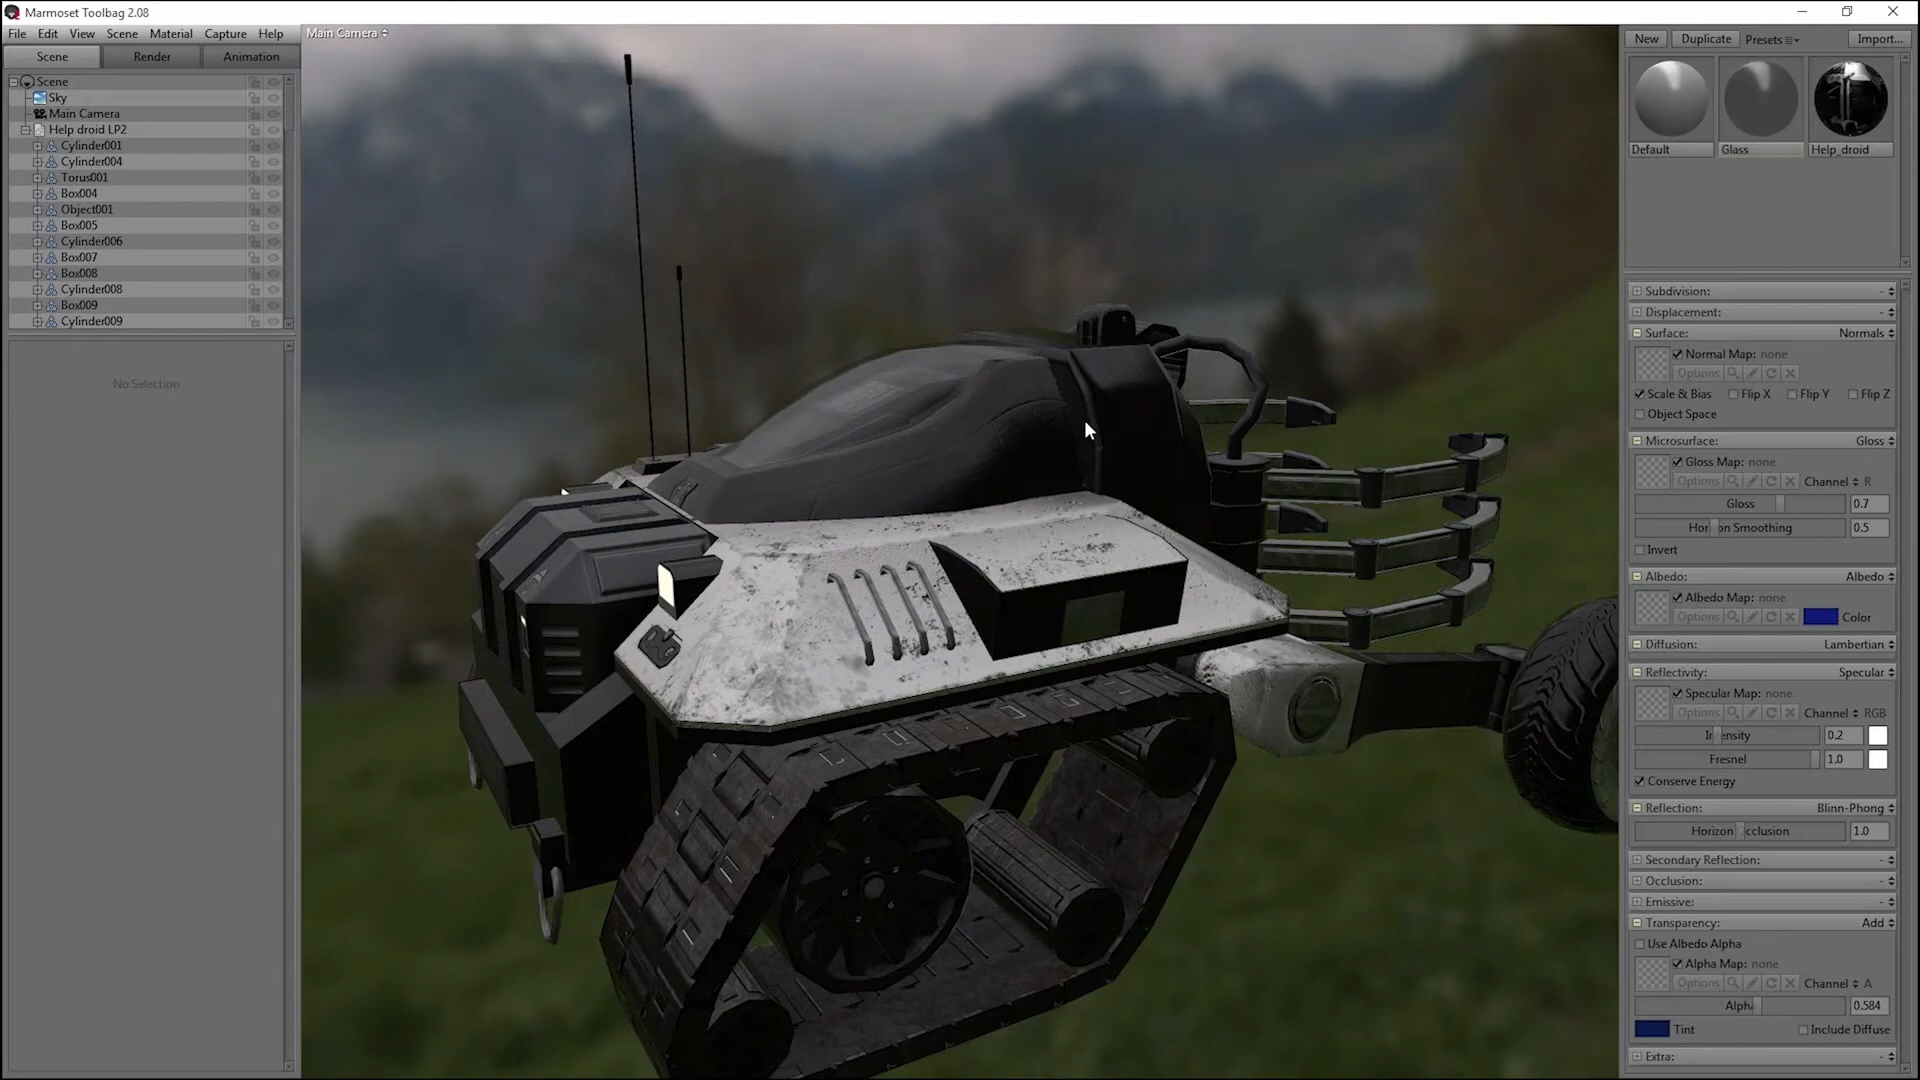 Marmoset Toolbag 2.08
File Edit View Scene Material Capture Help
Scene Render Animation
Scene
Sky
Main Camera
Help droid LP2
Cylinder001
Cylinder004
Torus001
Box004
Object001
Box005
Cylinder006
Box007
Box008
Cylinder008
Box009
Cylinder009
No Selection
Main Camera
New Duplicate Presets Import...
Default Glass Help_droid
Subdivision: -
Displacement: -
Surface: Normals
Normal Map: none
Options
Scale & Bias Flip X Flip Y Flip Z
Object Space
Microsurface: Gloss
Gloss Map: none
Options Channel R
Gloss 0.7
Horizon Smoothing 0.5
Invert
Albedo: Albedo
Albedo Map: none
Options Color
Diffusion: Lambertian
Reflectivity: Specular
Specular Map: none
Options Channel RGB
Intensity 0.2
Fresnel 1.0
Conserve Energy
Reflection: Blinn-Phong
Horizon Occlusion 1.0
Secondary Reflection: -
Occlusion: -
Emissive: -
Transparency: Add
Use Albedo Alpha
Alpha Map: none
Options Channel A
Alpha 0.584
Tint Include Diffuse
Extra: -